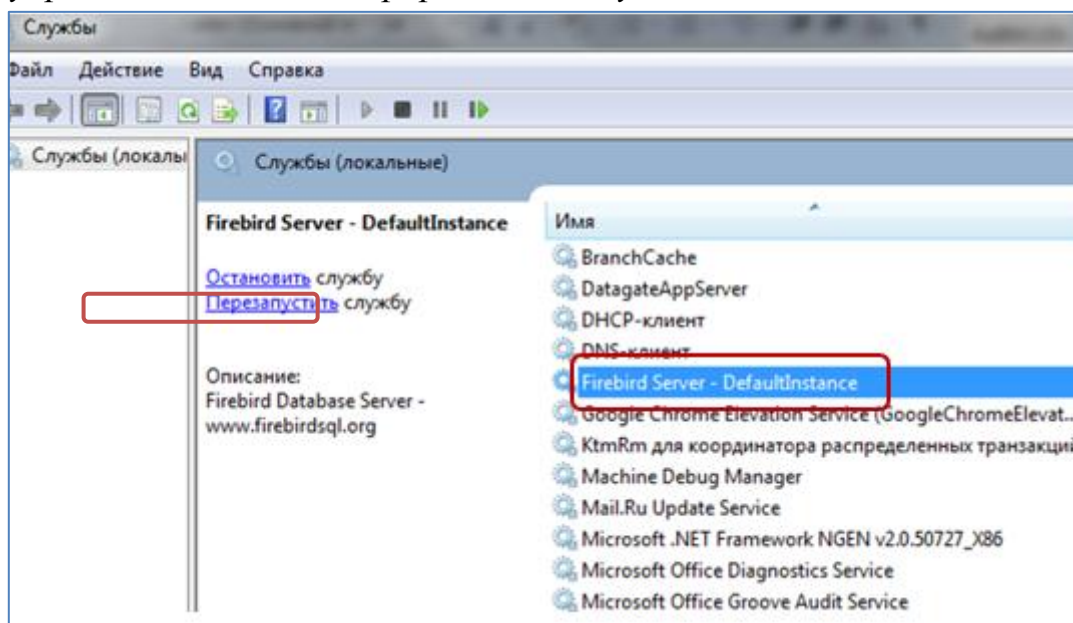 Службы
Файл Действие Вид Справка
Службы (локалы
Службы (локальные)
Firebird Server - DefaultInstance
Остановить службу
Перезапустить службу
Описание:
Firebird Database Server -
www.firebirdsql.org
Имя
BranchCache
DatagateAppServer
DHCP-клиент
DNS-клиент
Firebird Server - DefaultInstance
Google Chrome Elevation Service (GoogleChromeElevat...
KtmRm для координатора распределенных транзакций
Machine Debug Manager
Mail.Ru Update Service
Microsoft .NET Framework NGEN v2.0.50727_X86
Microsoft Office Diagnostics Service
Microsoft Office Groove Audit Service